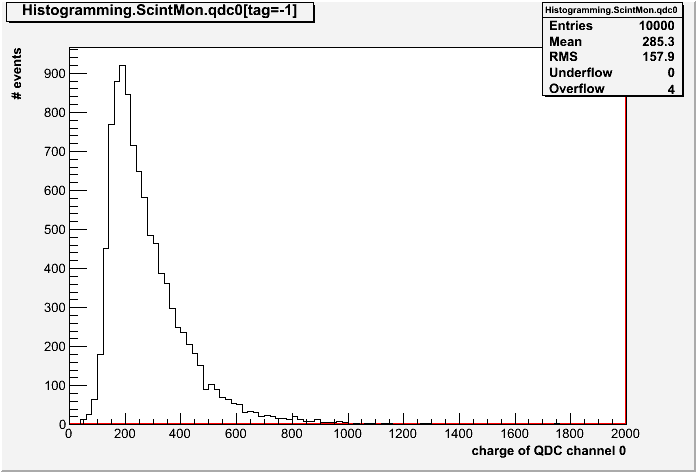 Histogramming.ScintMon.qdc0[tag=-1]
Histogramming.ScintMon.qdc0
Entries 10000
Mean 285.3
RMS 157.9
Underflow 0
Overflow 4
# events
900
800
700
600
500
400
300
200
100
0
0 200 400 600 800 1000 1200 1400 1600 1800 2000
charge of QDC channel 0